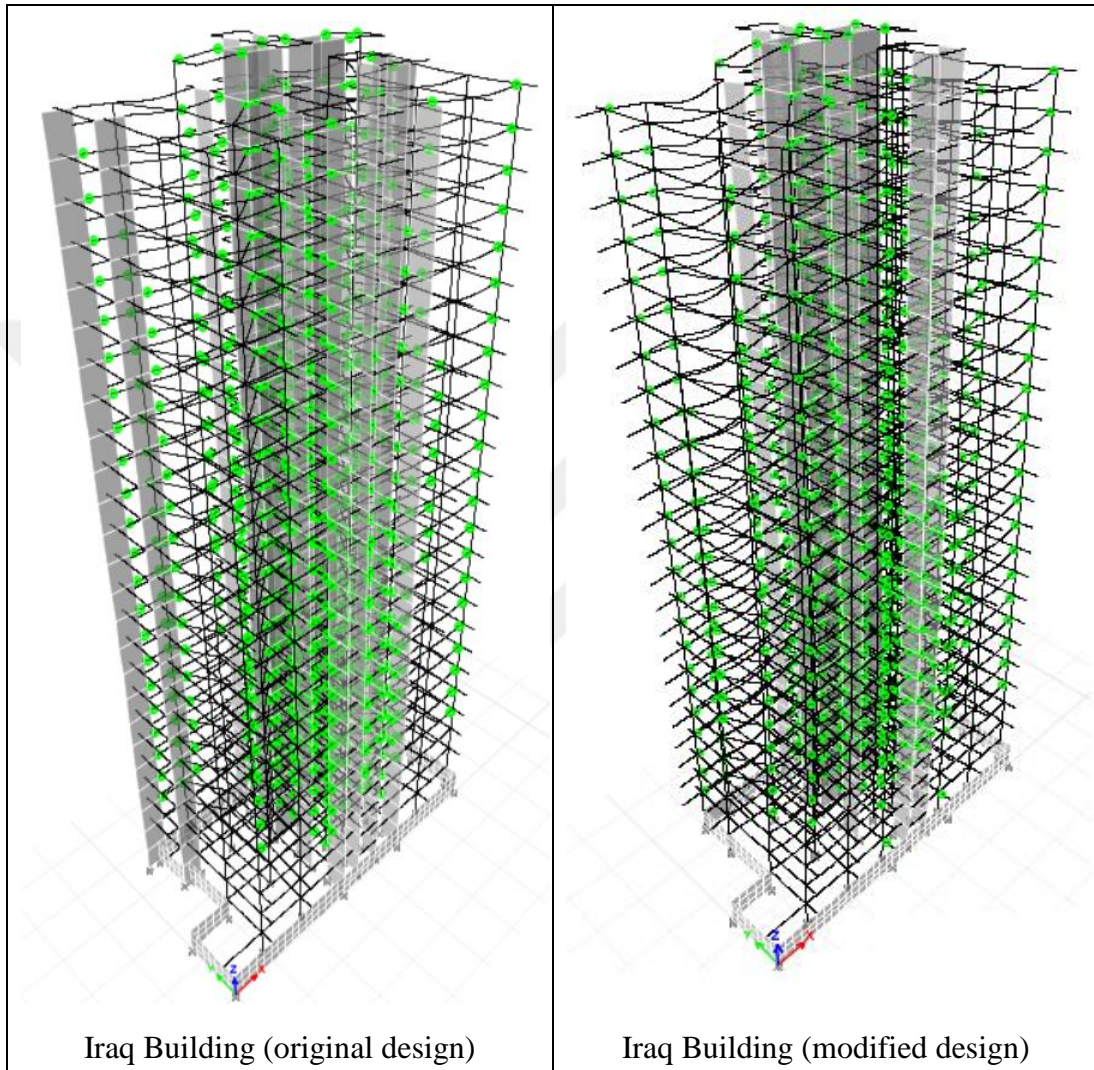 Z
Y
X
Z
Y
X
Iraq Building (original design)
Iraq Building (modified design)